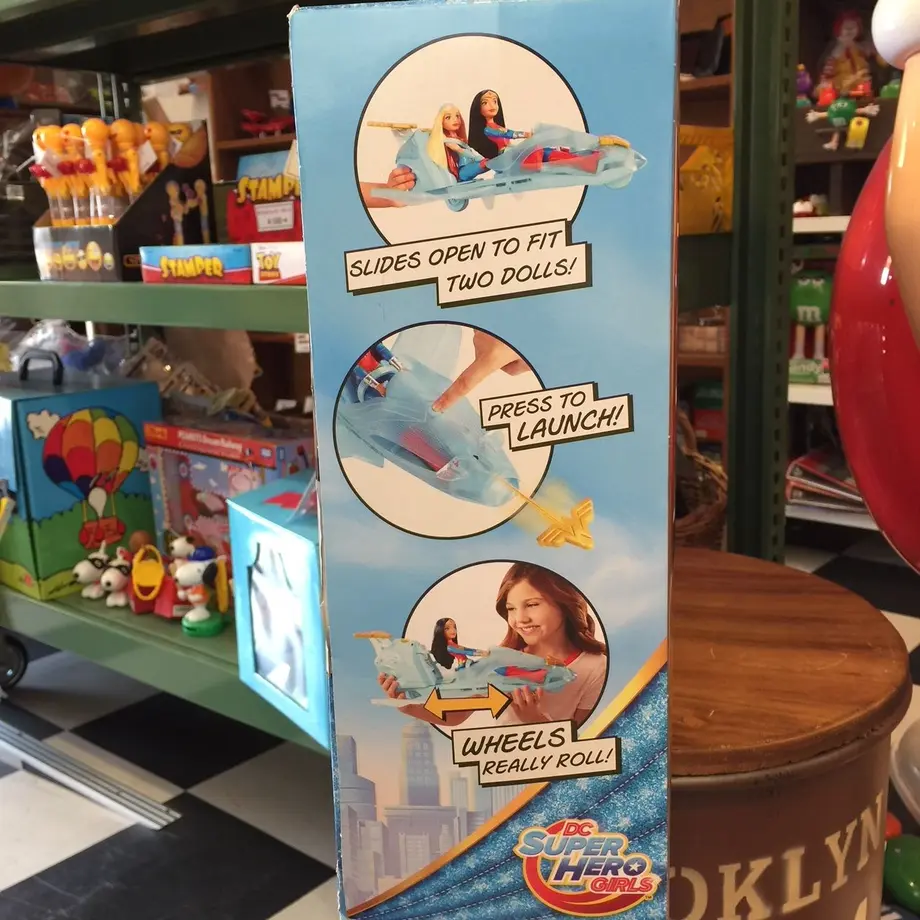 SLIDES OPEN TO FIT
TWO DOLLS!
PRESS TO
LAUNCH!
WHEELS
REALLY ROLL!
DC
SUPER
HERO
GIRLS
STAMPER
STAMP
TOY
m
OKLYN